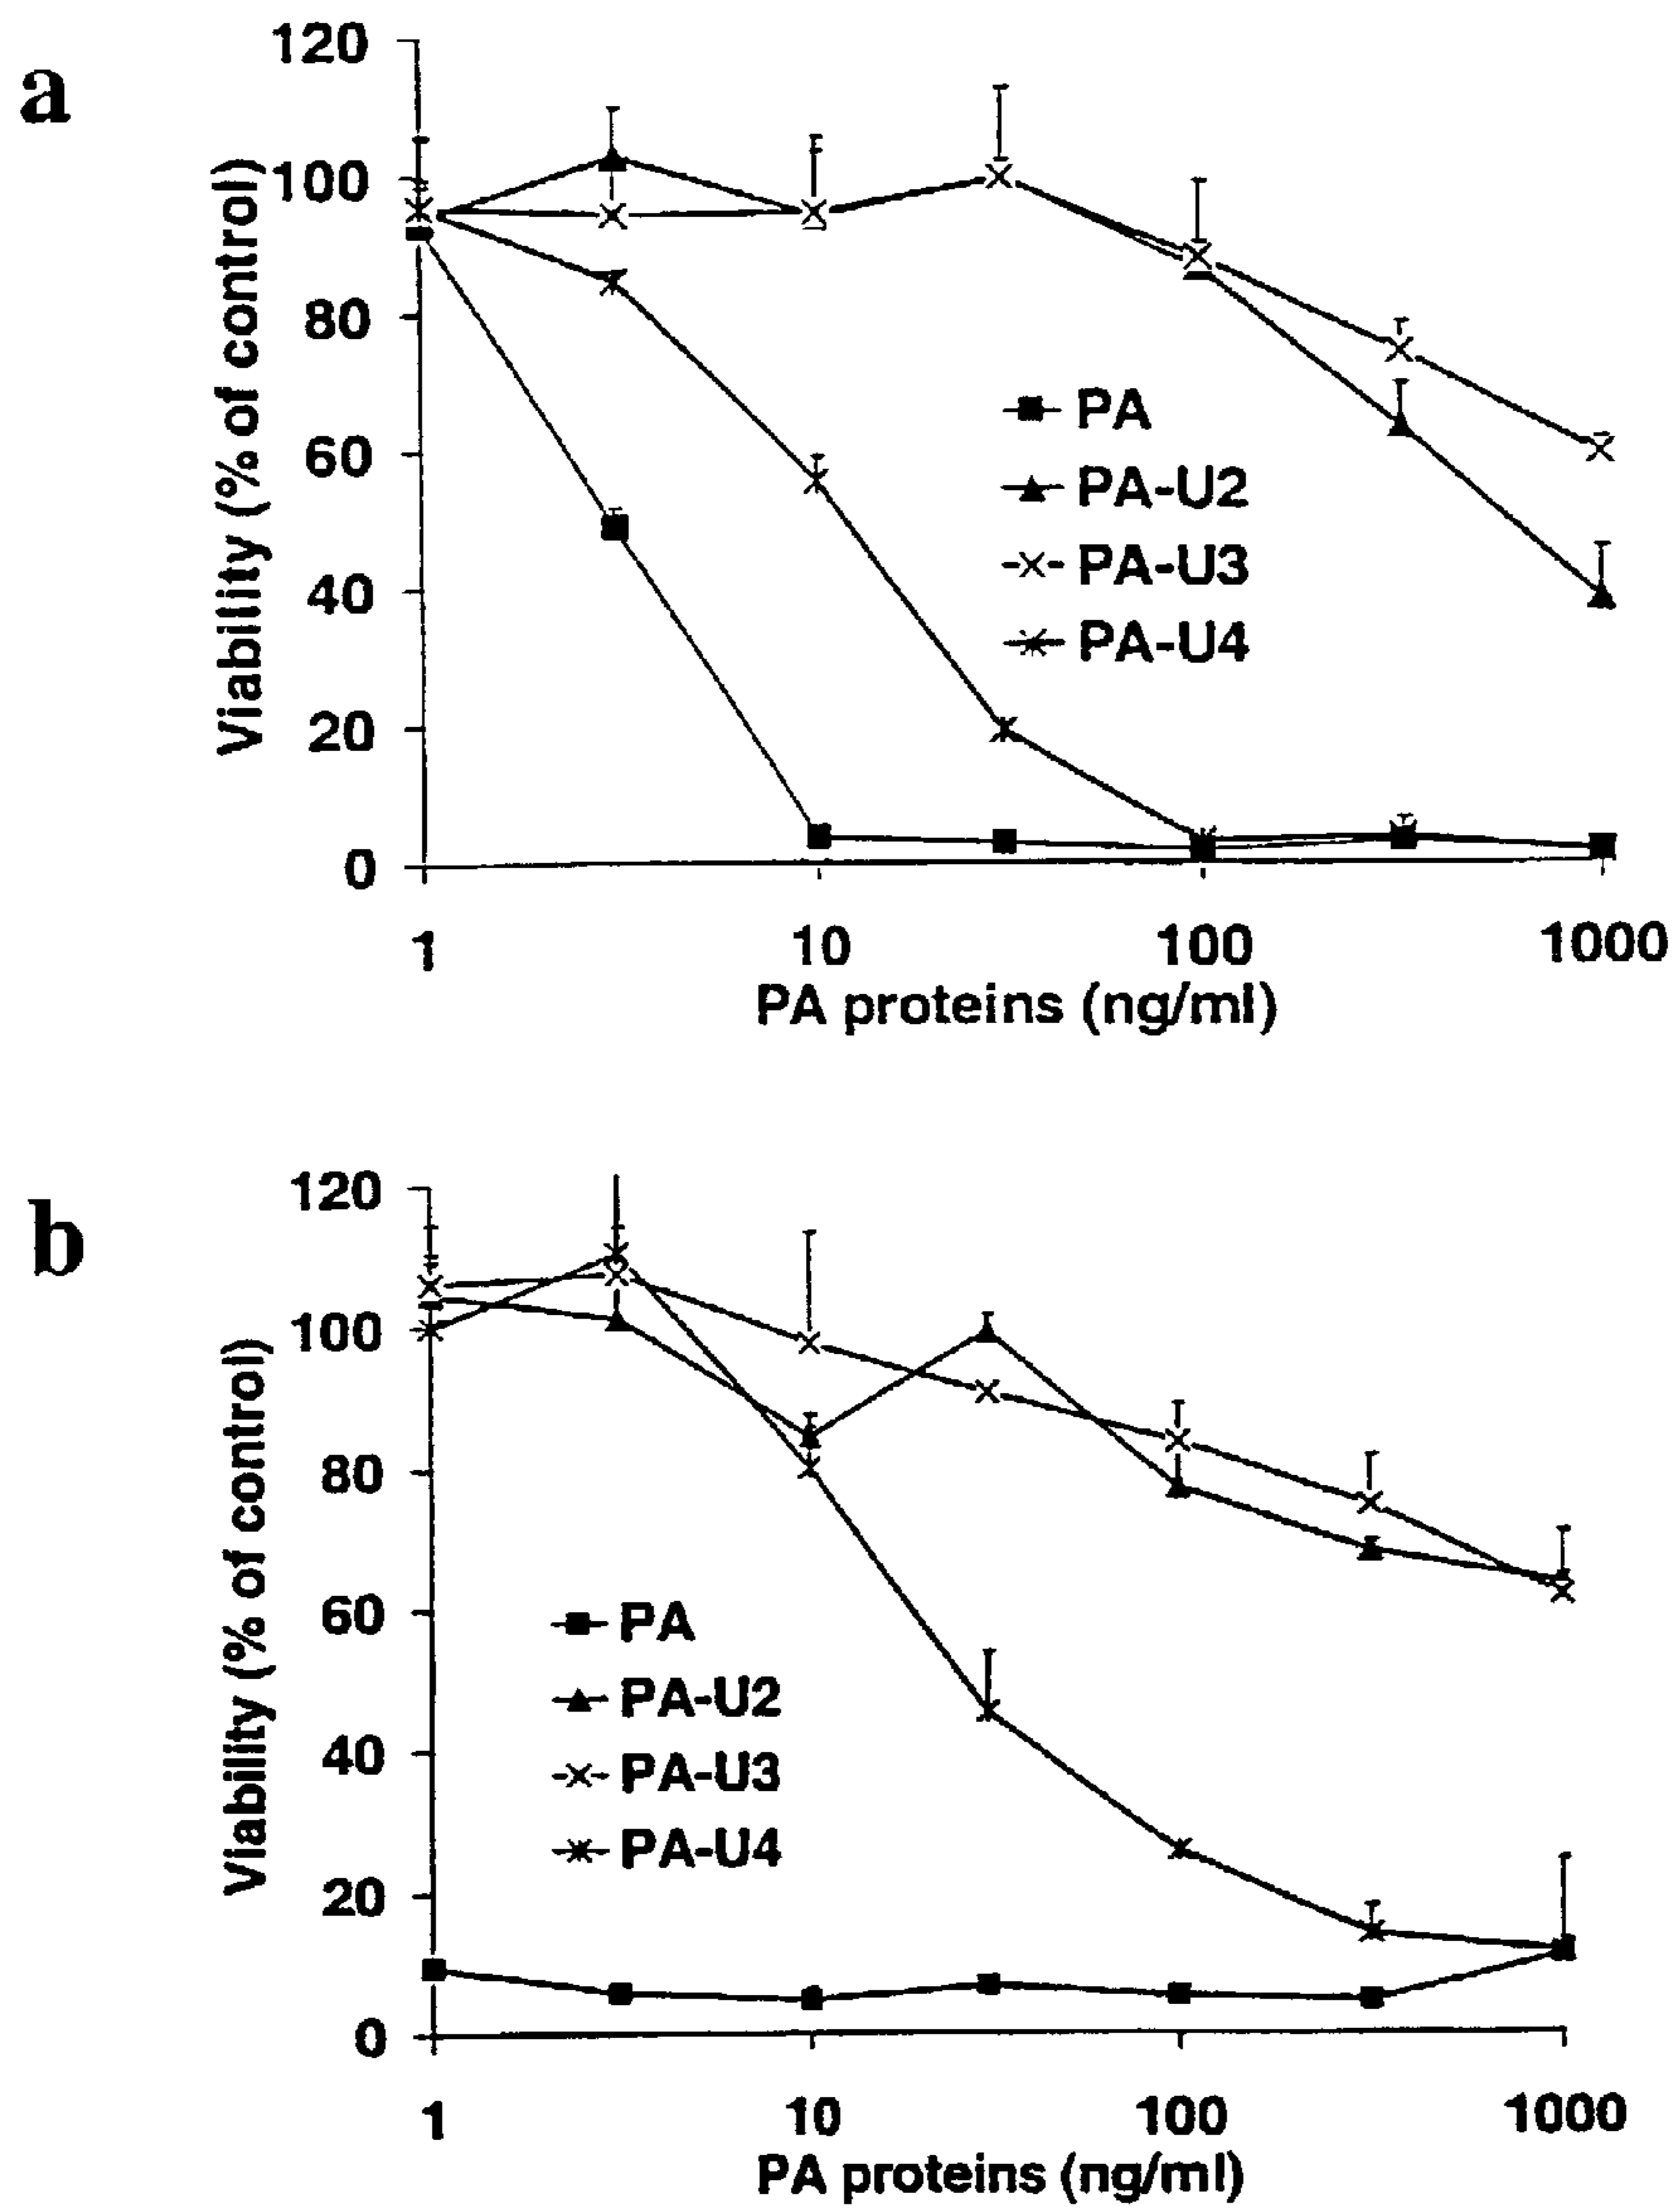 a
120
100
80
60
40
20
0
Viability (% of control)
PA
PA-U2
PA-U3
PA-U4
1 10 100 1000
PA proteins (ng/ml)
b
120
100
80
60
40
20
0
Viability (% of control)
PA
PA-U2
PA-U3
PA-U4
1 10 100 1000
PA proteins (ng/ml)